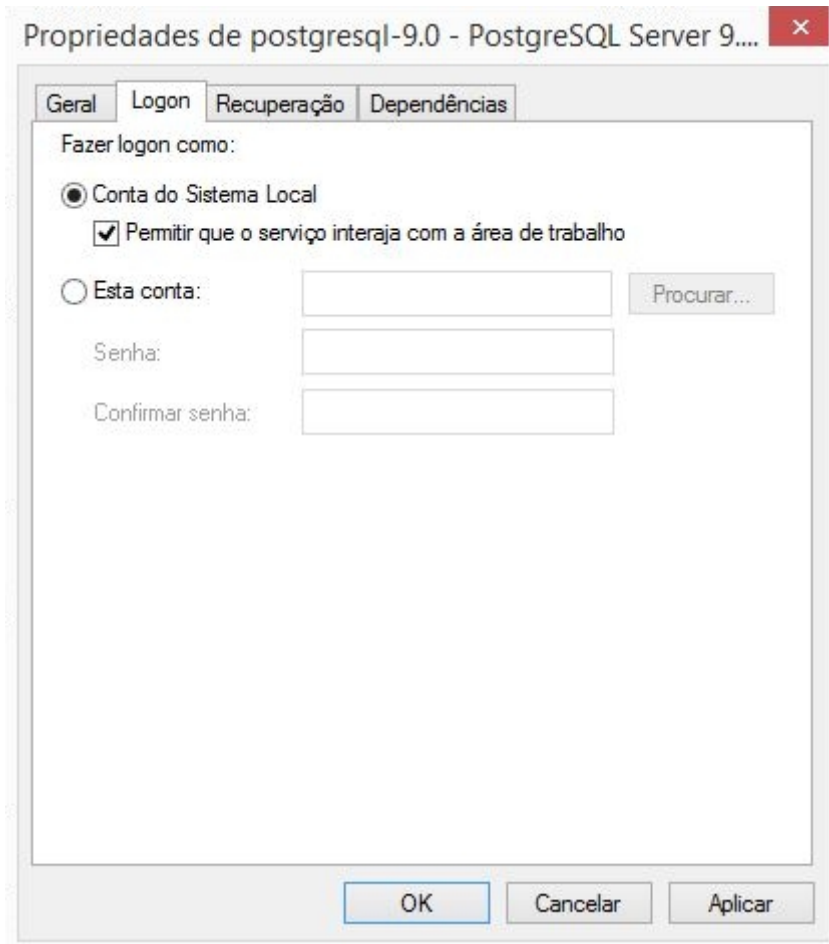 Propriedades de postgresql-9.0 - PostgreSQL Server 9....
Geral Logon Recuperação Dependências
Fazer logon como:
Conta do Sistema Local
Permitir que o serviço interaja com a área de trabalho
Esta conta: Procurar...
Senha:
Confirmar senha:
OK Cancelar Aplicar